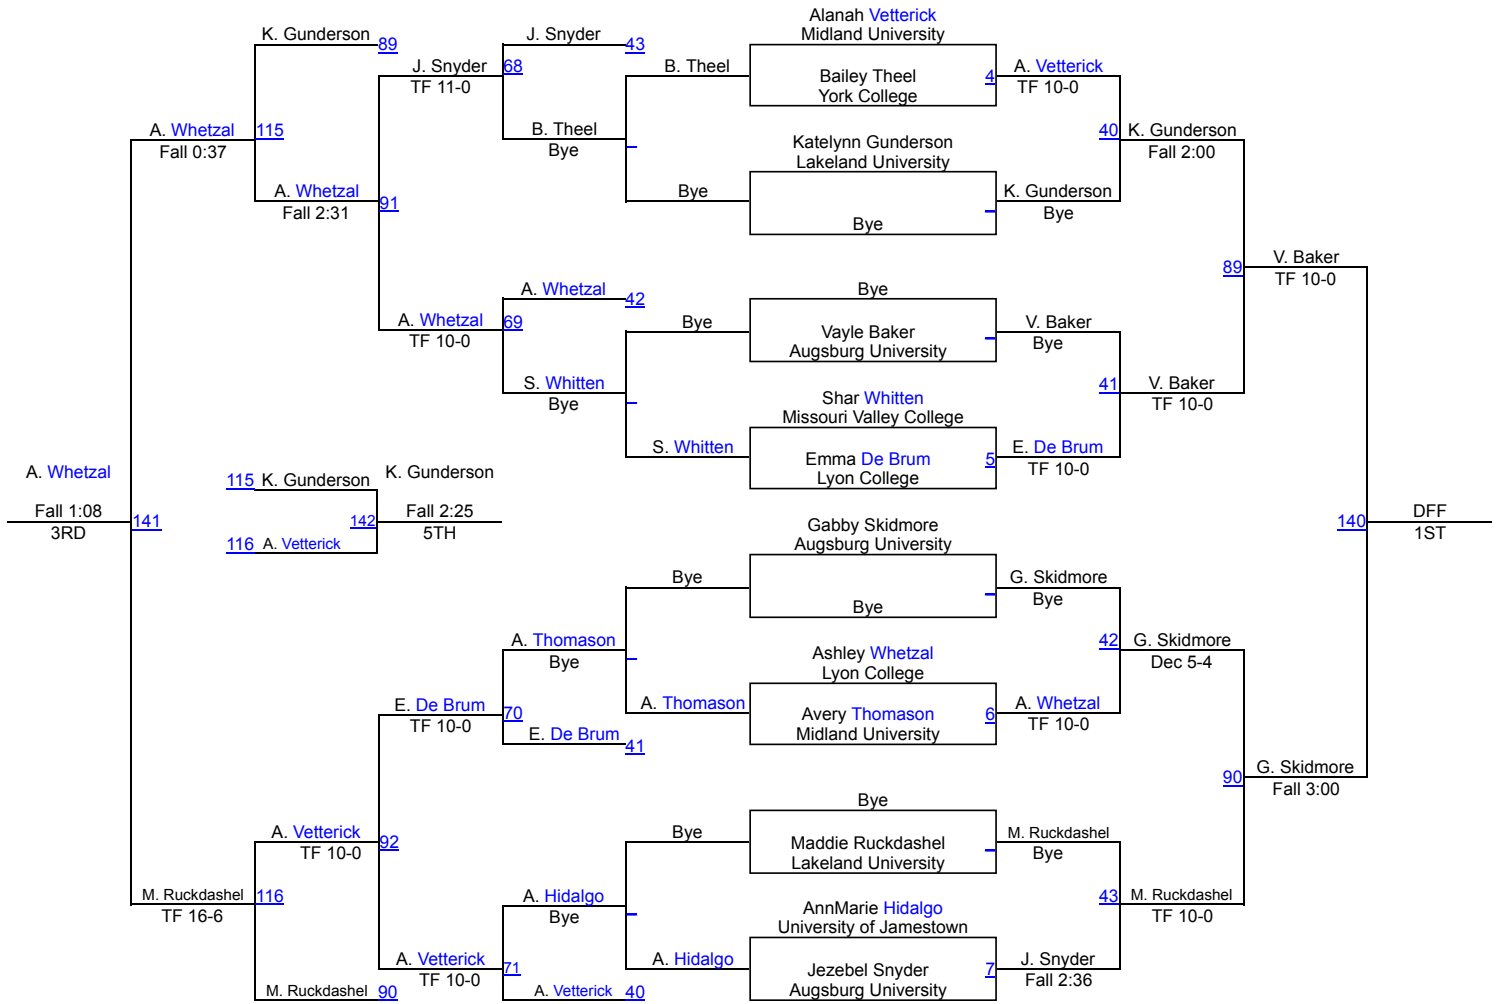 Alanah Vetterick
Midland University
K. Gunderson
89
J. Snyder
43
J. Snyder
68
TF 11-0
B. Theel
Bailey Theel
York College
4
A. Vetterick
TF 10-0
A. Whetzal
115
Fall 0:37
B. Theel
Bye
Katelynn Gunderson
Lakeland University
40
K. Gunderson
Fall 2:00
A. Whetzal
91
Fall 2:31
Bye
Bye
K. Gunderson
Bye
89
V. Baker
TF 10-0
A. Whetzal
42
Bye
A. Whetzal
69
TF 10-0
Bye
Vayle Baker
Augsburg University
V. Baker
Bye
S. Whitten
Bye
Shar Whitten
Missouri Valley College
41
V. Baker
TF 10-0
S. Whitten
Emma De Brum
Lyon College
5
E. De Brum
TF 10-0
A. Whetzal
115
K. Gunderson
K. Gunderson
Fall 1:08
141
3RD
142
Fall 2:25
5TH
116
A. Vetterick
Gabby Skidmore
Augsburg University
140
DFF
1ST
Bye
Bye
G. Skidmore
Bye
A. Thomason
Bye
Ashley Whetzal
Lyon College
42
G. Skidmore
Dec 5-4
E. De Brum
70
TF 10-0
E. De Brum
41
A. Thomason
Avery Thomason
Midland University
6
A. Whetzal
TF 10-0
90
G. Skidmore
Fall 3:00
A. Vetterick
92
TF 10-0
Bye
Bye
Maddie Ruckdashel
Lakeland University
M. Ruckdashel
Bye
M. Ruckdashel
116
TF 16-6
A. Hidalgo
Bye
AnnMarie Hidalgo
University of Jamestown
43
M. Ruckdashel
TF 10-0
A. Vetterick
71
TF 10-0
A. Hidalgo
Jezebel Snyder
Augsburg University
7
J. Snyder
Fall 2:36
M. Ruckdashel
90
A. Vetterick
40